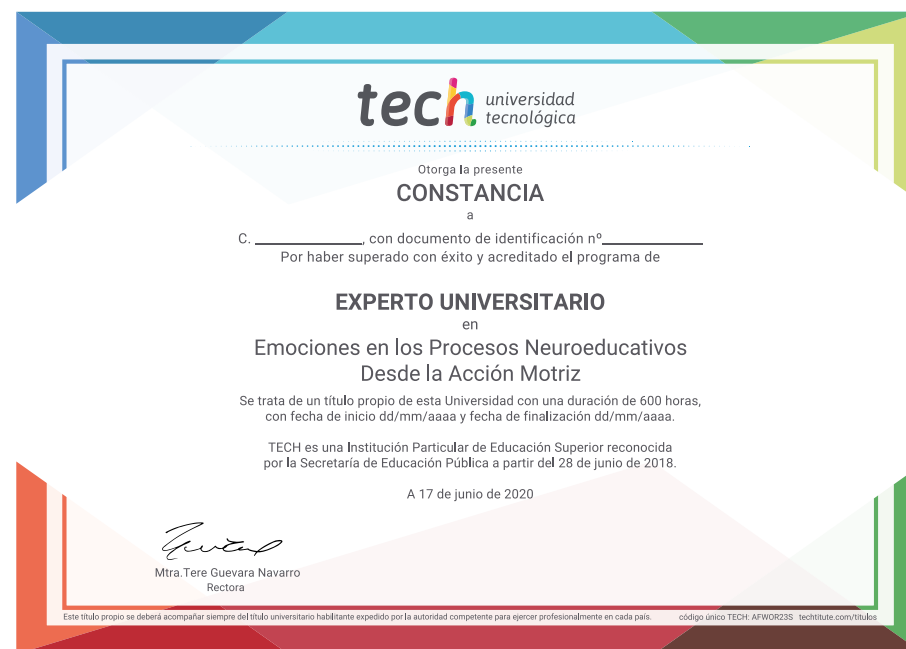 tech universidad
tecnológica
Otorga la presente
CONSTANCIA
a
C. ____________, con documento de identificación nº____________
Por haber superado con éxito y acreditado el programa de
EXPERTO UNIVERSITARIO
en
Emociones en los Procesos Neuroeducativos
Desde la Acción Motriz
Se trata de un título propio de esta Universidad con una duración de 600 horas,
con fecha de inicio dd/mm/aaaa y fecha de finalización dd/mm/aaaa.
TECH es una Institución Particular de Educación Superior reconocida
por la Secretaría de Educación Pública a partir del 28 de junio de 2018.
A 17 de junio de 2020
Mtra.Tere Guevara Navarro
Rectora
Este título propio se deberá acompañar siempre del título universitario habilitante expedido por la autoridad competente para ejercer profesionalmente en cada país. código único TECH: AFWOR23S techtitute.com/titulos